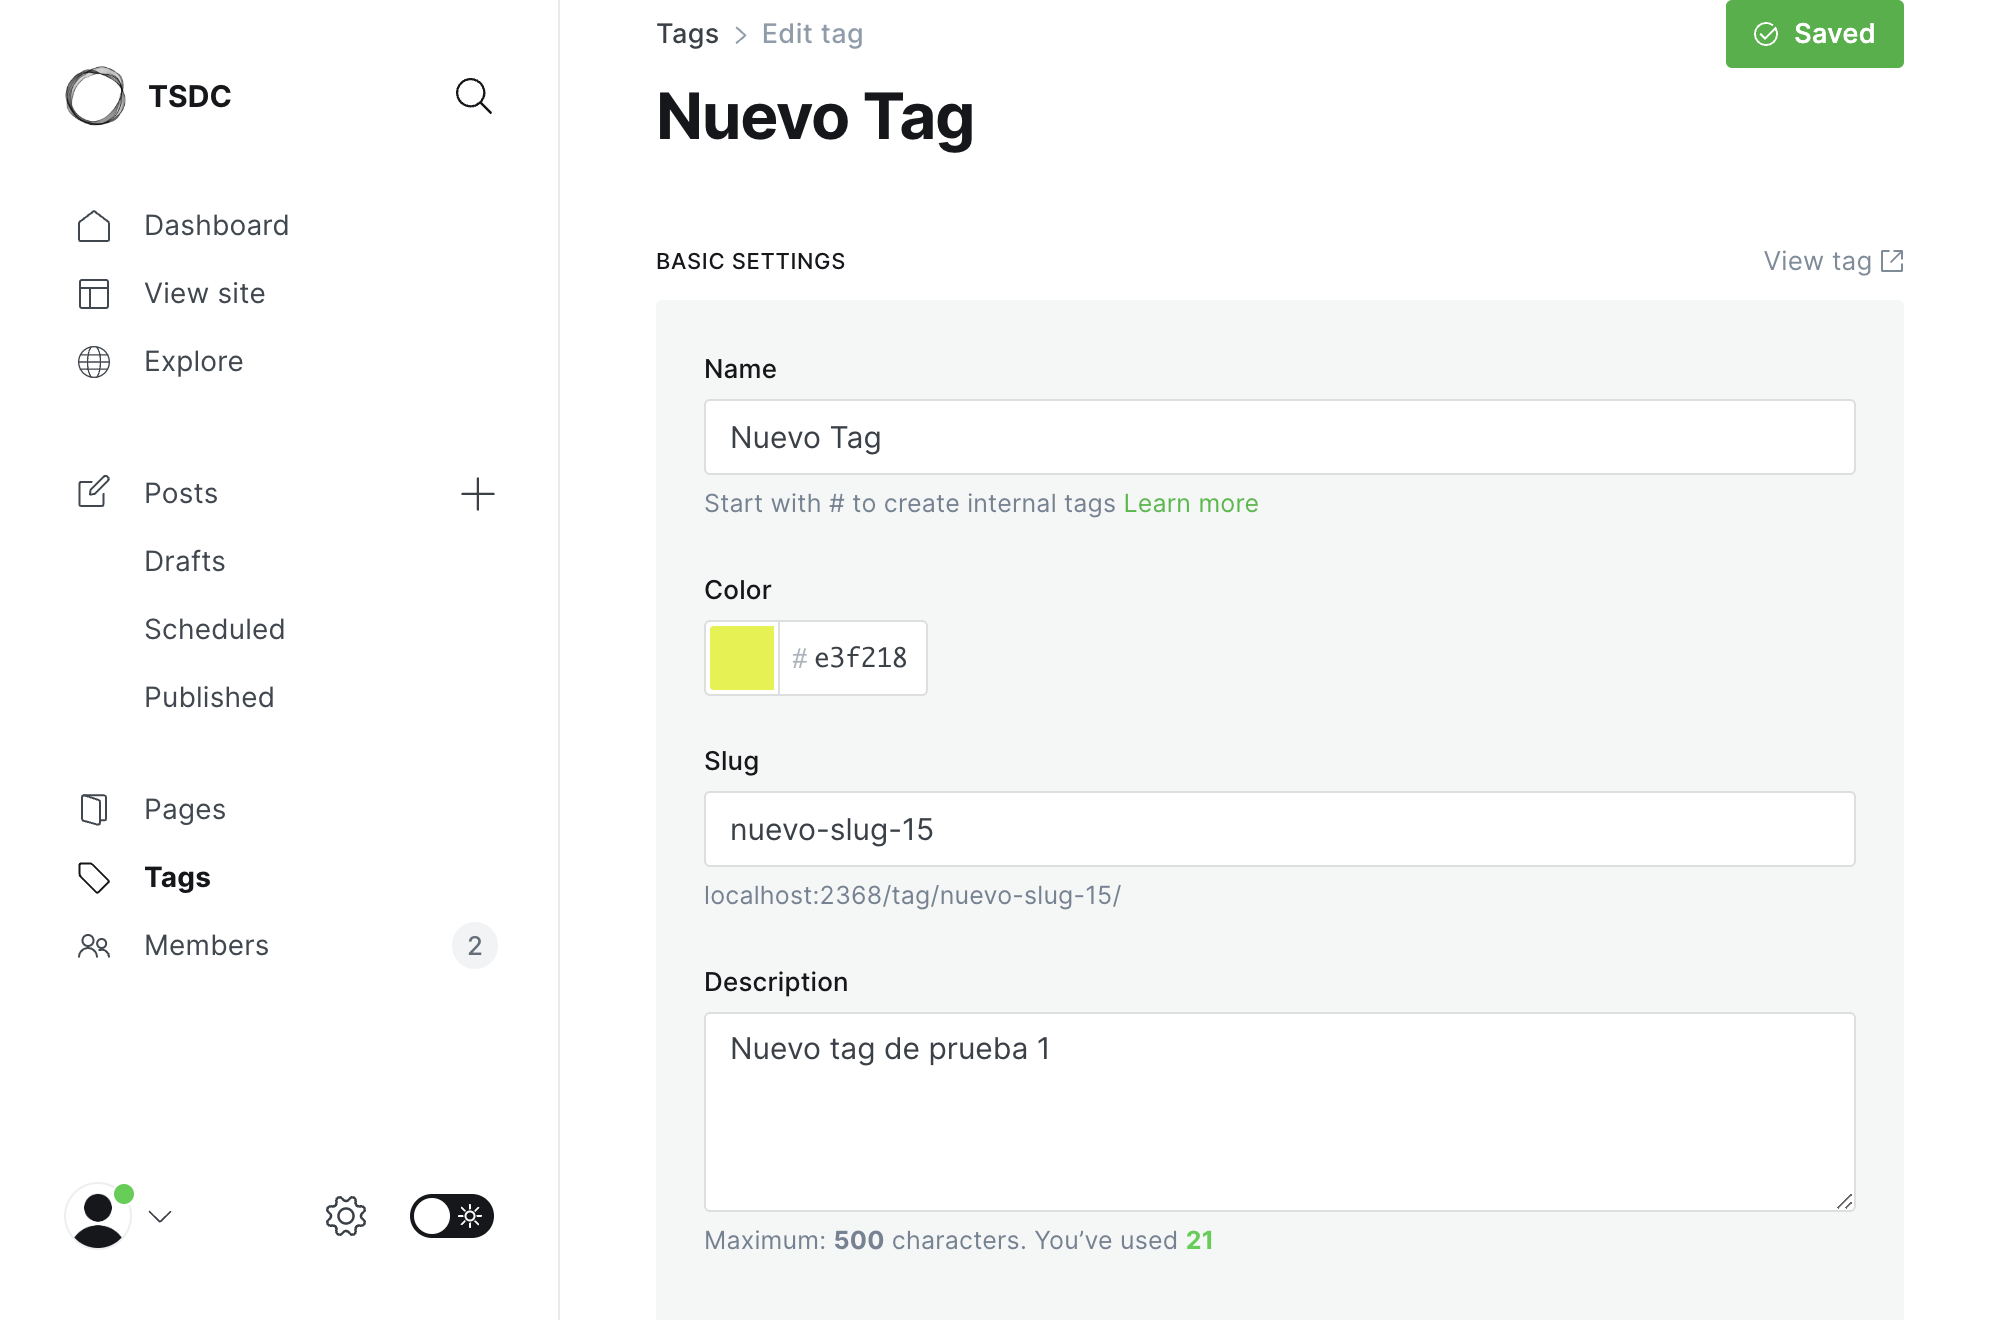 TSDC
Dashboard
View site
Explore
Posts
Drafts
Scheduled
Published
Pages
Tags
Members 2
Tags > Edit tag
Saved
Nuevo Tag
BASIC SETTINGS
View tag
Name
Nuevo Tag
Start with # to create internal tags Learn more
Color
# e3f218
Slug
nuevo-slug-15
localhost:2368/tag/nuevo-slug-15/
Description
Nuevo tag de prueba 1
Maximum: 500 characters. You’ve used 21